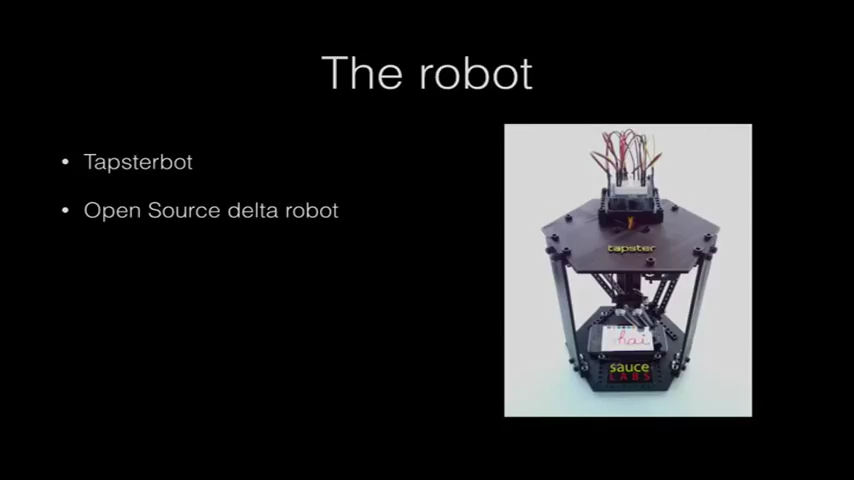 The robot
• Tapsterbot
• Open Source delta robot
tapster
hai
sauce
LABS